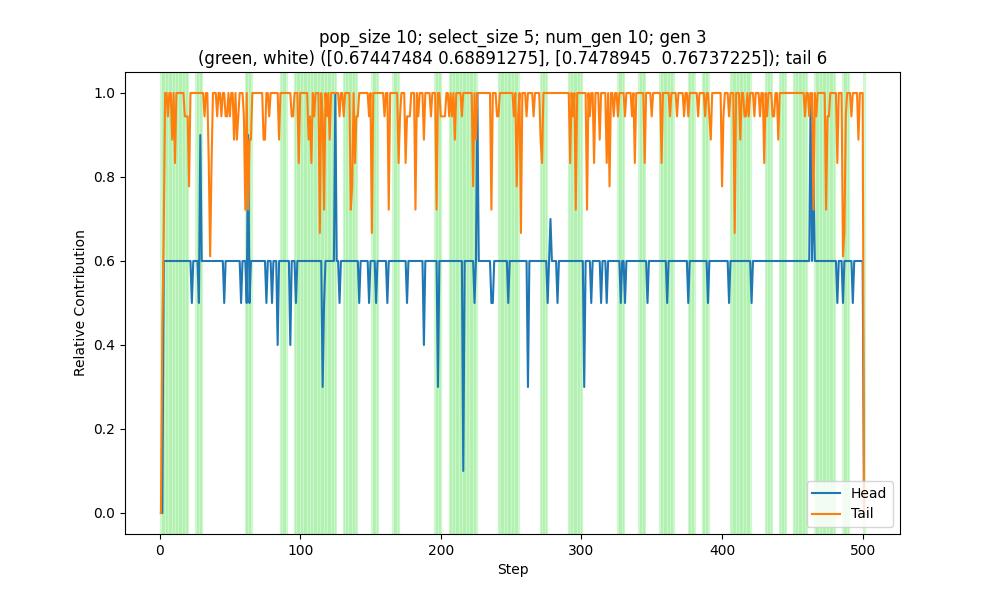 pop_size 10; select_size 5; num_gen 10; gen 3
(green, white) ([0.67447484 0.68891275], [0.7478945  0.76737225]); tail 6
1.0
0.8
0.6
0.4
0.2
0.0
Relative Contribution
0 100 200 300 400 500
Step
Head
Tail